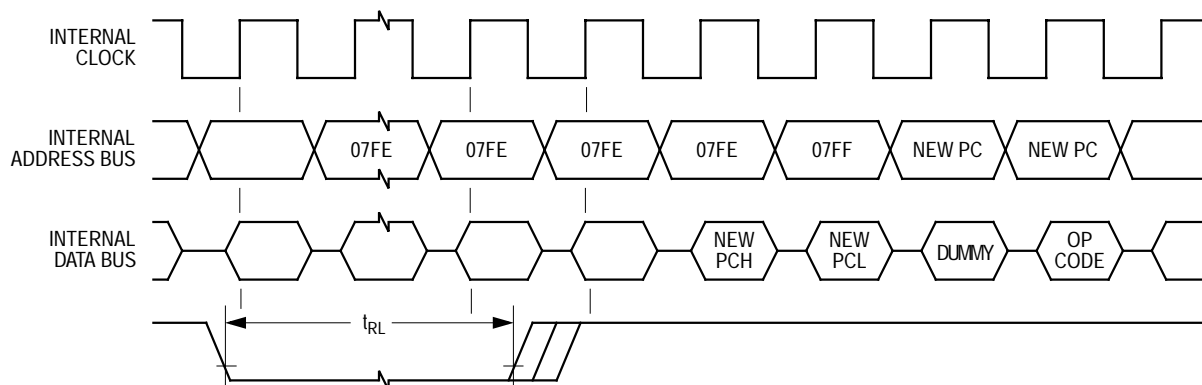 INTERNAL
CLOCK
INTERNAL
ADDRESS BUS
07FE
07FE
07FE
07FE
07FF
NEW PC
NEW PC
INTERNAL
DATA BUS
NEW
PCH
NEW
PCL
DUMMY
OP
CODE
tRL